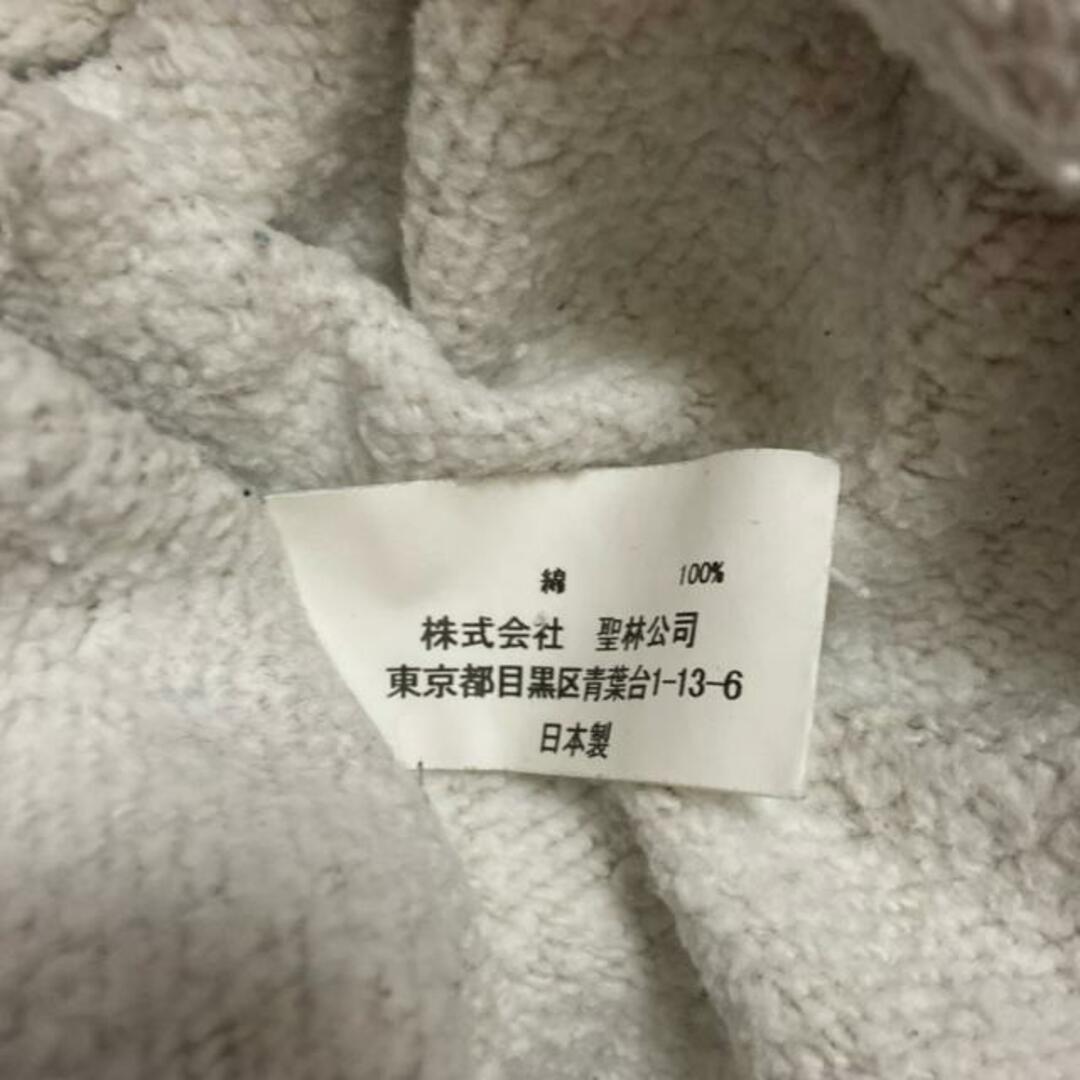 綿 100%
株式会社 聖林公司
東京都目黒区青葉台1-13-6
日本製